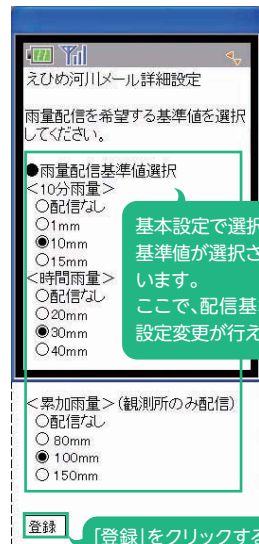 えひめ河川メール詳細設定
雨量配信を希望する基準値を選択
してください。
●雨量配信基準値選択
<10分雨量>
○配信なし
○1mm
◉10mm
○15mm
<時間雨量>
○配信なし
○20mm
◉30mm
○40mm
基本設定で選択
基準値が選択さ
います。
ここで、配信基
設定変更が行え
<累加雨量>(観測所のみ配信)
○配信なし
○ 80mm
◉ 100mm
○ 150mm
登録
「登録」をクリックする